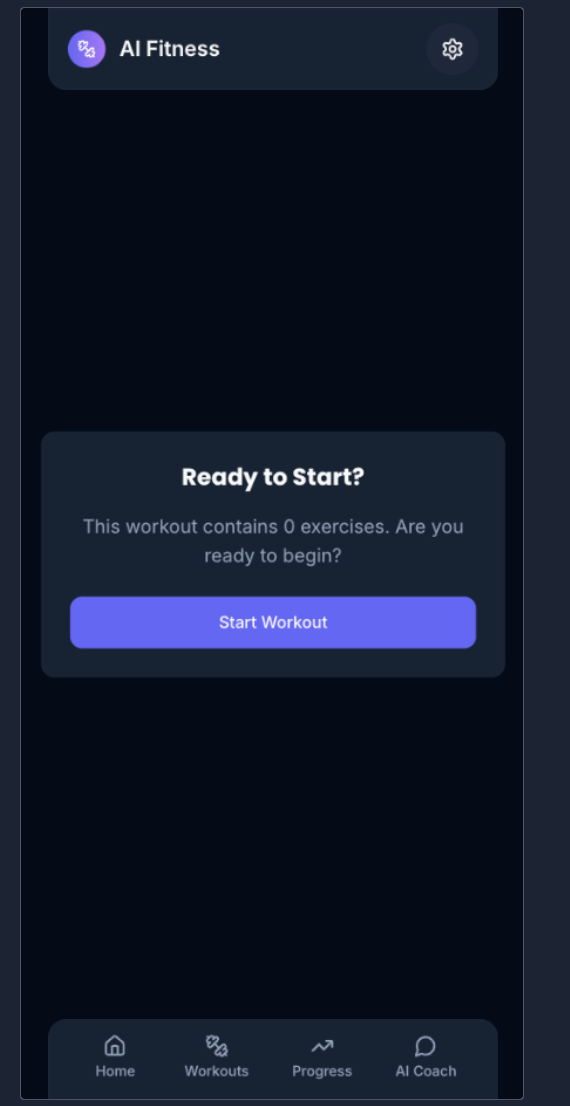 AI Fitness
Ready to Start?
This workout contains 0 exercises. Are you
ready to begin?
Start Workout
Home
Workouts
Progress
AI Coach